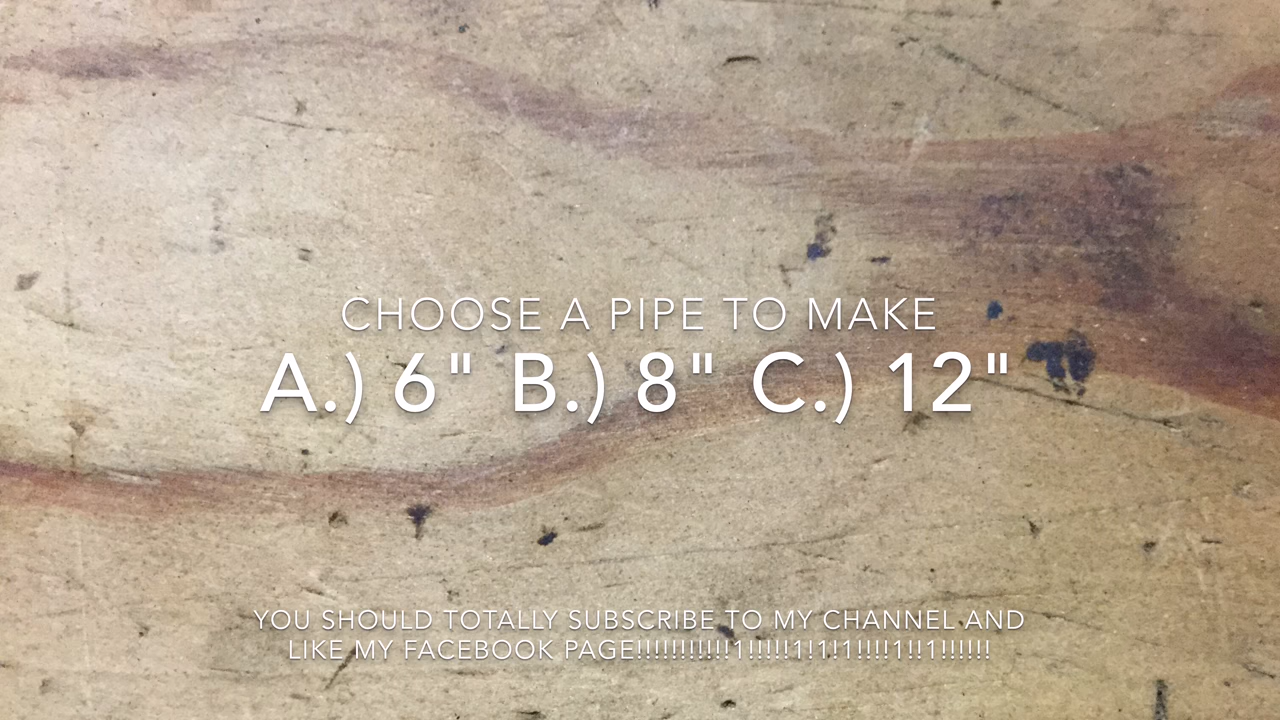 CHOOSE A PIPE TO MAKE
A.) 6" B.) 8" C.) 12"
YOU SHOULD TOTALLY SUBSCRIBE TO MY CHANNEL AND
LIKE MY FACEBOOK PAGE!!!!!!!!!!!1!!!!!1!1!1!!!!1!!1!!!!!!